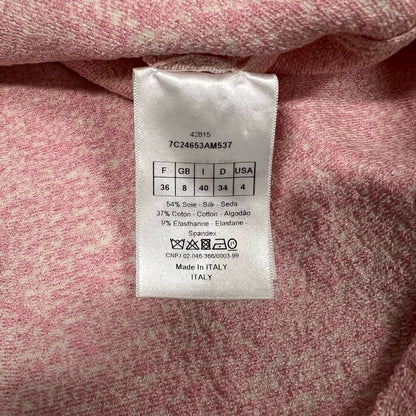 42815
7C24653AM537
F GB I D USA
36 8 40 34 4
54% Soie - Silk - Seda
37% Coton - Cotton - Algodão
9% Elasthanne - Elastane -
Spandex
CNPJ 02-046-366/0003-99
Made In ITALY
ITALY